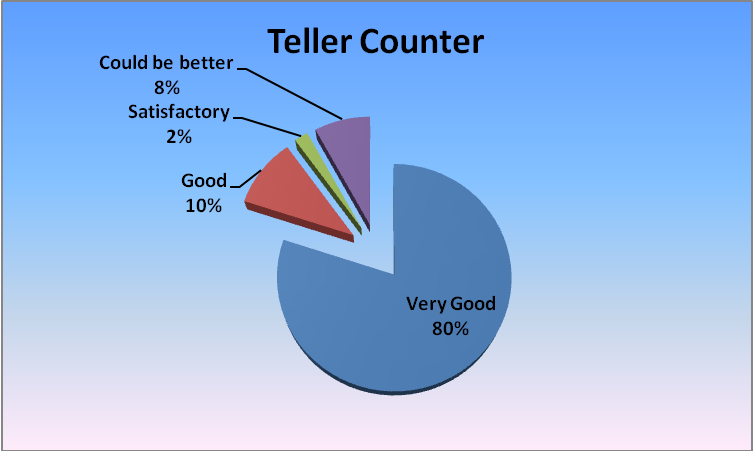 Teller Counter
Could be better
8%
Satisfactory
2%
Good
10%
Very Good
80%